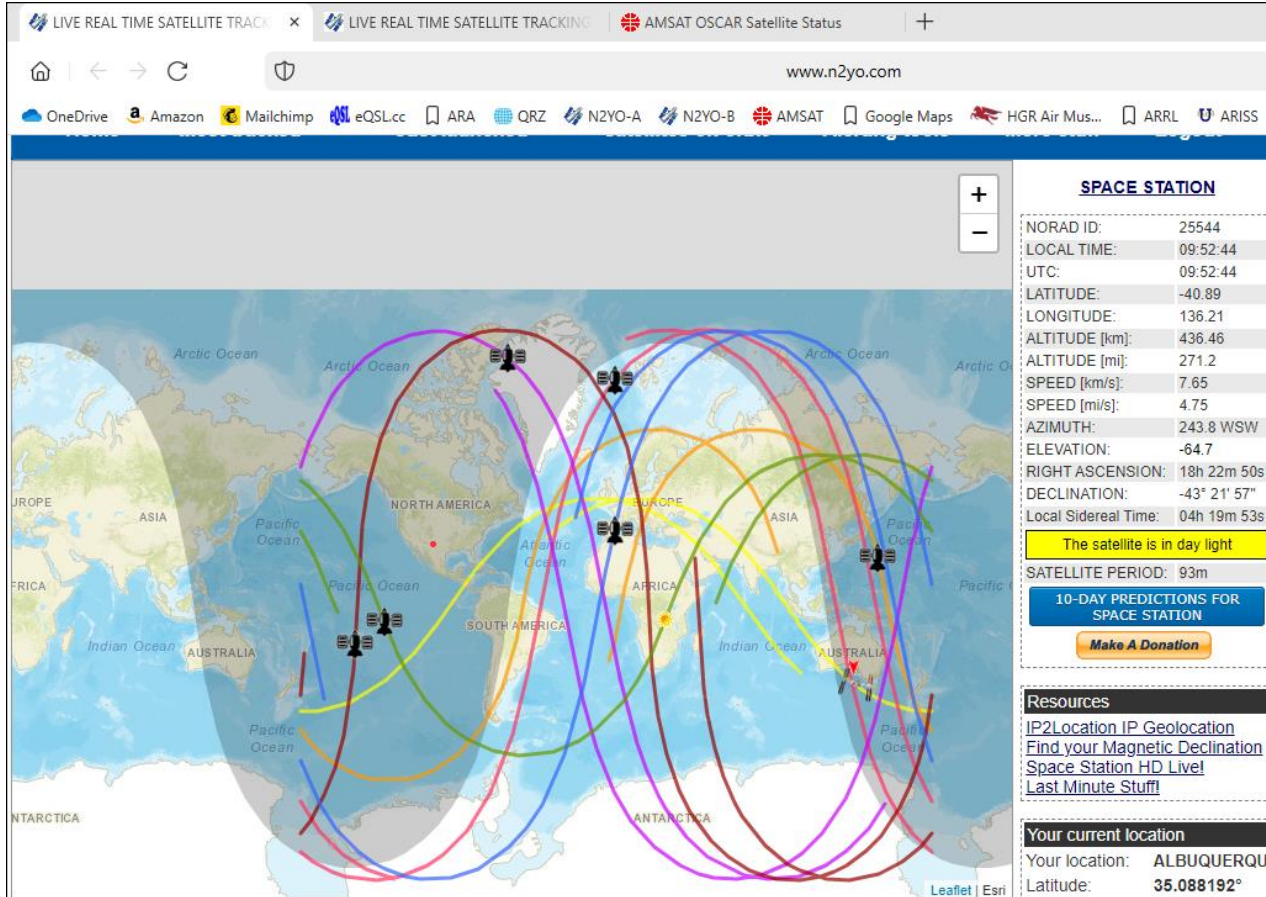 LIVE REAL TIME SATELLITE TRACK
LIVE REAL TIME SATELLITE TRACKING
AMSAT OSCAR Satellite Status
www.n2yo.com
OneDrive Amazon Mailchimp eQSL.cc ARA QRZ N2YO-A N2YO-B AMSAT Google Maps HGR Air Mus... ARRL ARISS
+
−
Arctic Ocean
Arctic Ocean
Arctic Ocean
Arctic O
UROPE
ASIA
Pacific
Ocean
NORTH AMERICA
Atlantic
Ocean
EUROPE
ASIA
Pacific
Ocean
FRICA
Pacific Ocean
AFRICA
Pacific
SOUTH AMERICA
Indian Ocean
AUSTRALIA
Indian Ocean
AUSTRALIA
Pacific
Ocean
Pacific
Ocean
NTARCTICA
ANTARCTICA
Leaflet | Esri
SPACE STATION
NORAD ID: 25544
LOCAL TIME: 09:52:44
UTC: 09:52:44
LATITUDE: -40.89
LONGITUDE: 136.21
ALTITUDE [km]: 436.46
ALTITUDE [mi]: 271.2
SPEED [km/s]: 7.65
SPEED [mi/s]: 4.75
AZIMUTH: 243.8 WSW
ELEVATION: -64.7
RIGHT ASCENSION: 18h 22m 50s
DECLINATION: -43° 21' 57"
Local Sidereal Time: 04h 19m 53s
The satellite is in day light
SATELLITE PERIOD: 93m
10-DAY PREDICTIONS FOR
SPACE STATION
Make A Donation
Resources
IP2Location IP Geolocation
Find your Magnetic Declination
Space Station HD Live!
Last Minute Stuff!
Your current location
Your location: ALBUQUERQU
Latitude: 35.088192°